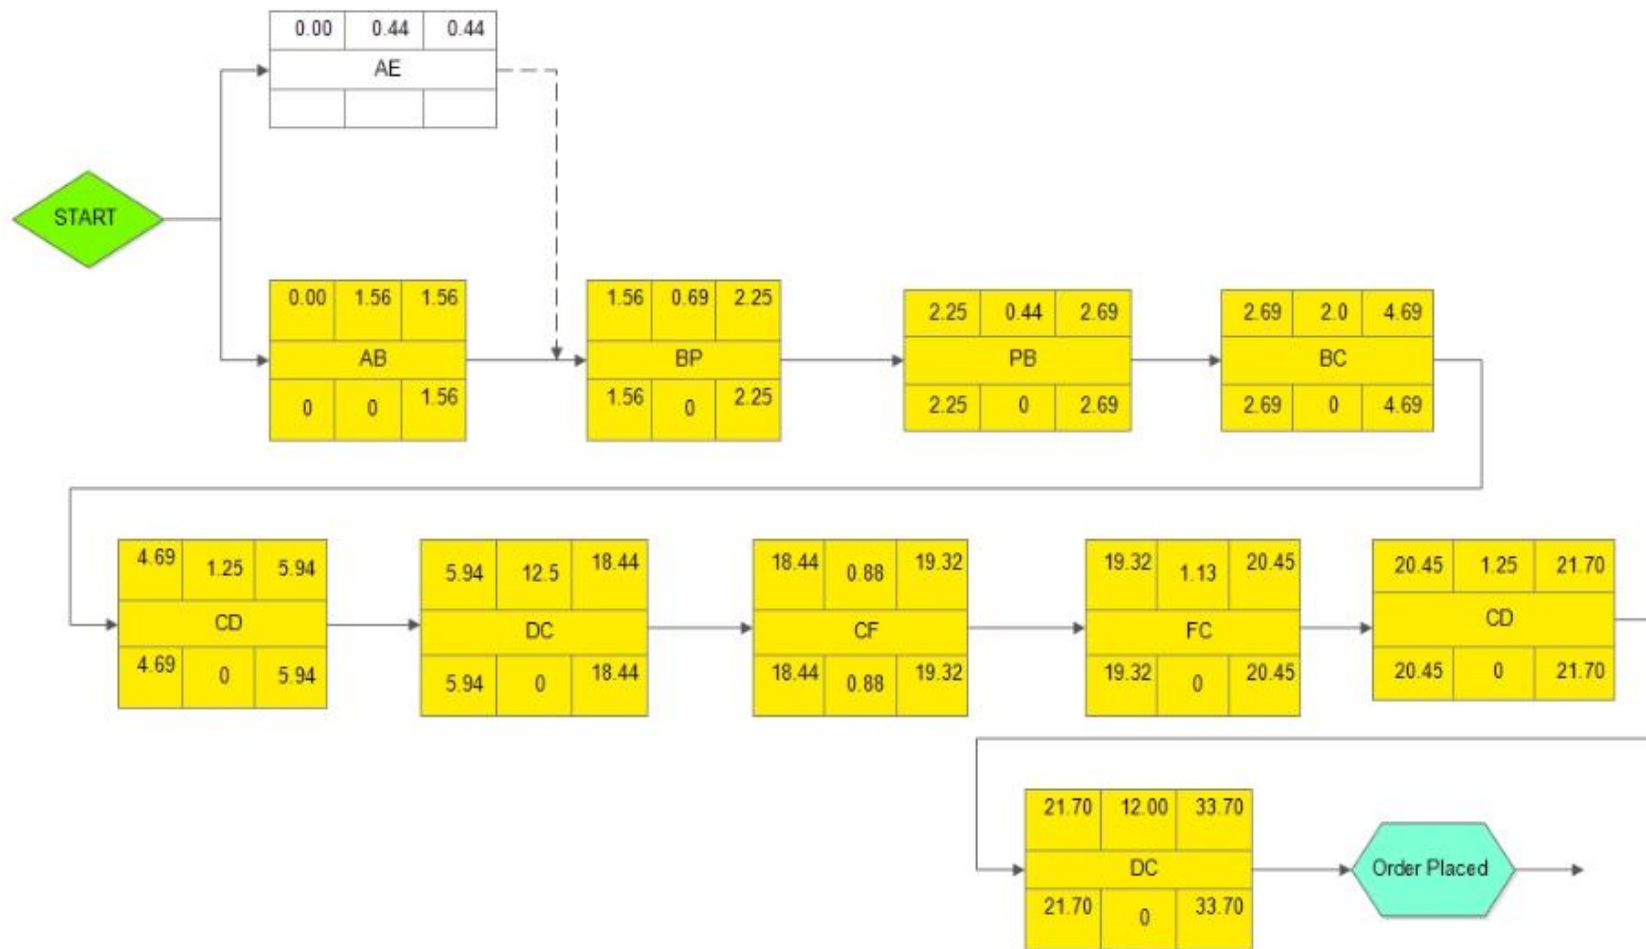 0.00 0.44 0.44
AE
START
0.00 1.56 1.56
AB
0 0 1.56
1.56 0.69 2.25
BP
1.56 0 2.25
2.25 0.44 2.69
PB
2.25 0 2.69
2.69 2.0 4.69
BC
2.69 0 4.69
4.69 1.25 5.94
CD
4.69 0 5.94
5.94 12.5 18.44
DC
5.94 0 18.44
18.44 0.88 19.32
CF
18.44 0.88 19.32
19.32 1.13 20.45
FC
19.32 0 20.45
20.45 1.25 21.70
CD
20.45 0 21.70
21.70 12.00 33.70
DC
21.70 0 33.70
Order Placed